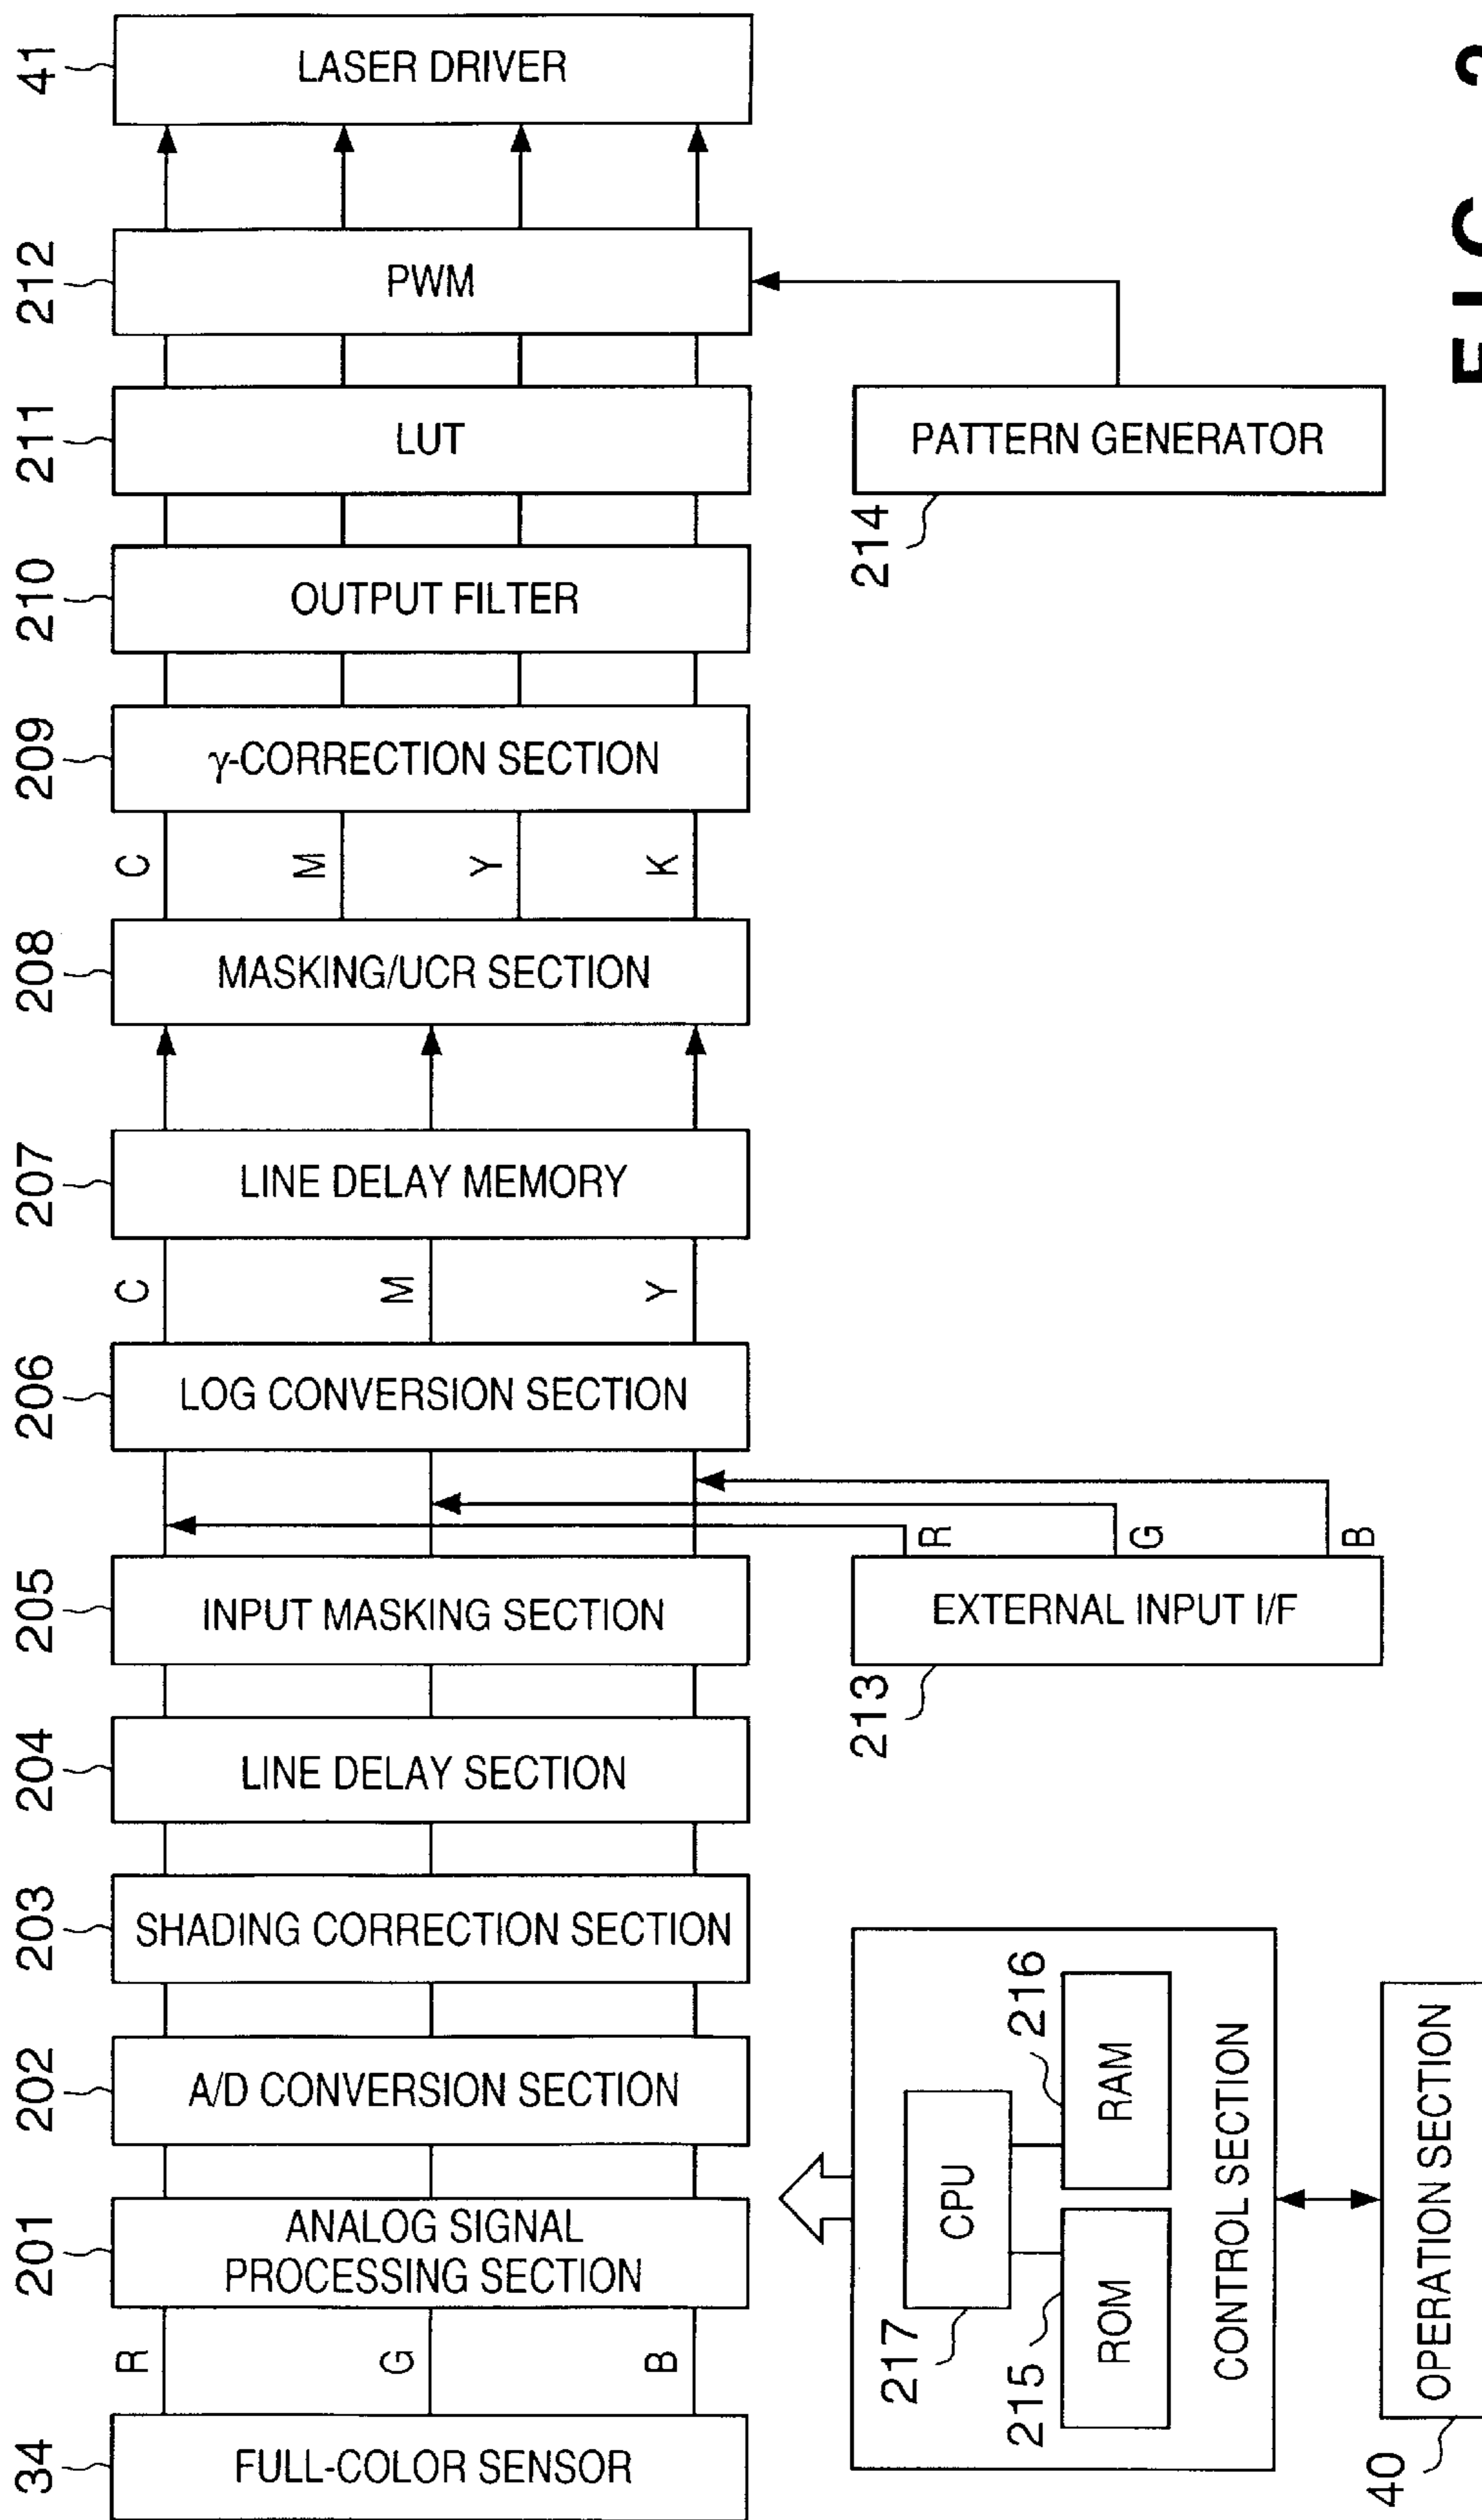 41
LASER DRIVER
212
PWM
211
LUT
PATTERN GENERATOR
214
210
OUTPUT FILTER
209
γ-CORRECTION SECTION
C
M
Y
K
208
MASKING/UCR SECTION
207
LINE DELAY MEMORY
C
M
Y
206
LOG CONVERSION SECTION
R
G
B
205
INPUT MASKING SECTION
EXTERNAL INPUT I/F
213
204
LINE DELAY SECTION
203
SHADING CORRECTION SECTION
216
RAM
202
A/D CONVERSION SECTION
CPU
217
ROM
215
CONTROL SECTION
201
ANALOG SIGNAL
PROCESSING SECTION
R
G
B
OPERATION SECTION
40
34
FULL-COLOR SENSOR